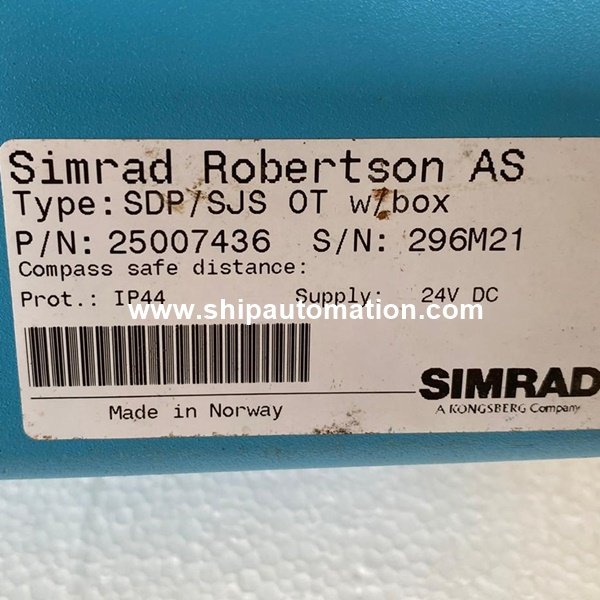 Simrad Robertson AS
Type: SDP/SJS OT w/box
P/N: 25007436 S/N: 296M21
Compass safe distance:
Prot.: IP44 Supply: 24V DC
www.shipautomation.com
Made in Norway
SIMRAD
A KONGSBERG Company